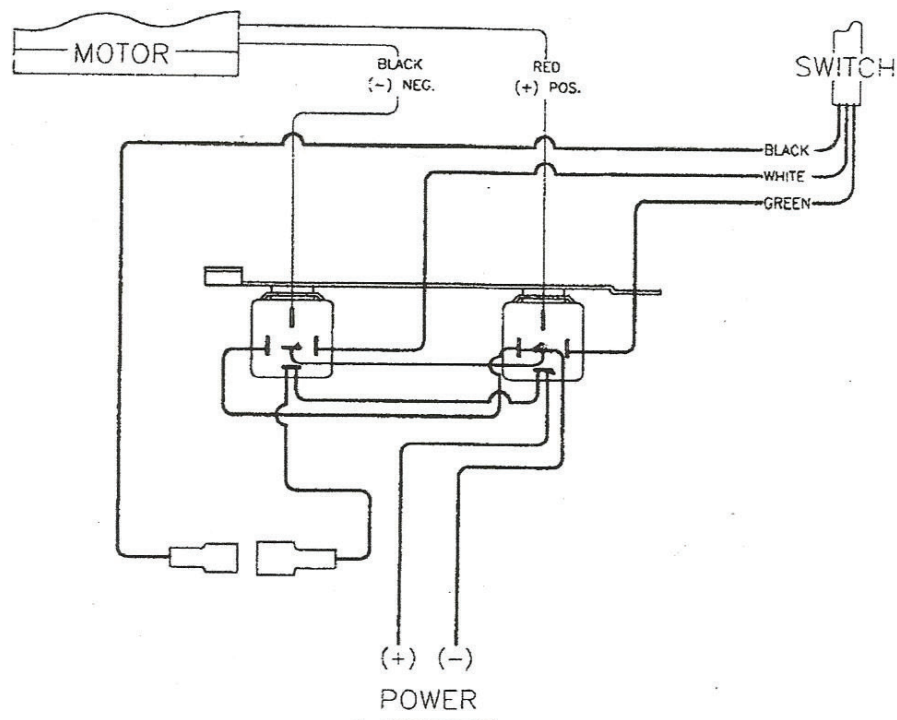 MOTOR
SWITCH
BLACK
(-) NEG.
RED
(+) POS.
BLACK
WHITE
GREEN
(+) (-)
POWER